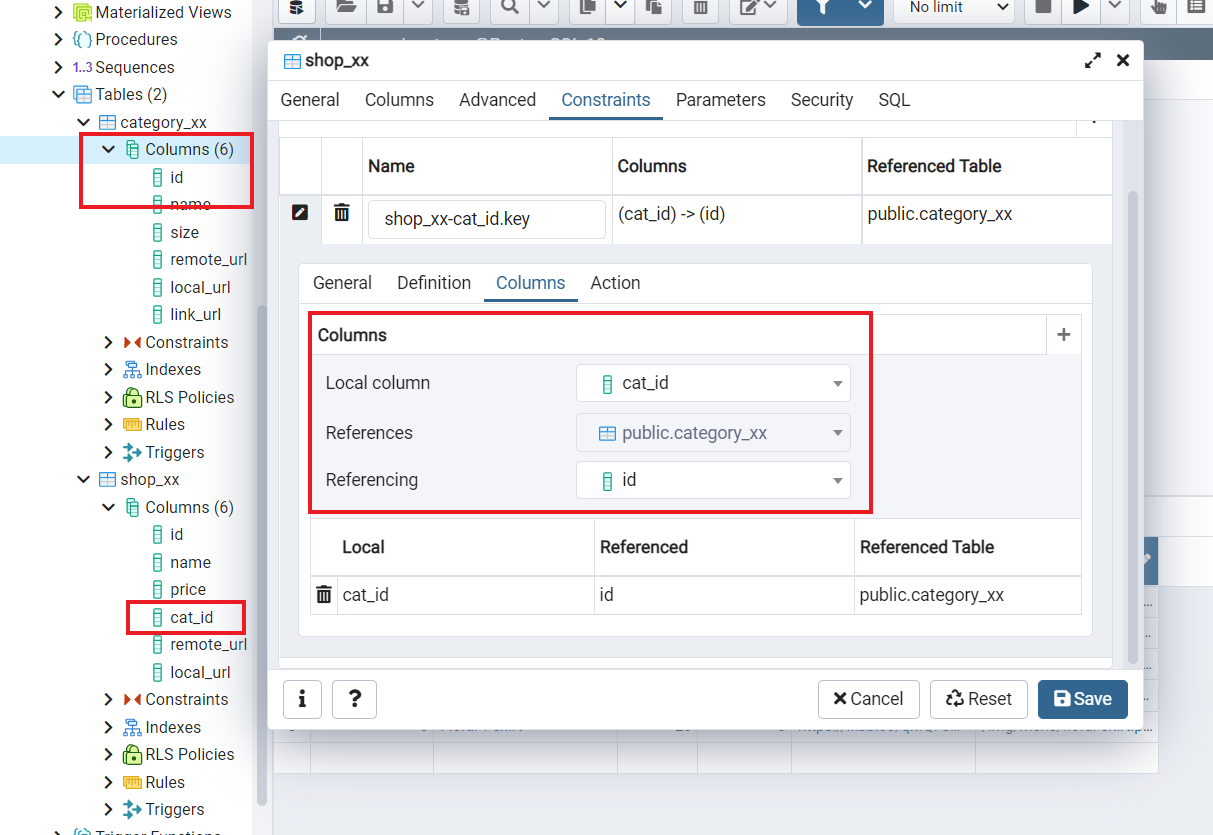 Materialized Views
Procedures
1..3 Sequences
Tables (2)
category_xx
Columns (6)
id
name
size
remote_url
local_url
link_url
Constraints
Indexes
RLS Policies
Rules
Triggers
shop_xx
Columns (6)
id
name
price
cat_id
remote_url
local_url
Constraints
Indexes
RLS Policies
Rules
Triggers
Trigger Functions
No limit
shop_xx
General Columns Advanced Constraints Parameters Security SQL
Name Columns Referenced Table
shop_xx-cat_id.key (cat_id) -> (id) public.category_xx
General Definition Columns Action
Columns
Local column cat_id
References public.category_xx
Referencing id
Local Referenced Referenced Table
cat_id id public.category_xx
i ? Cancel Reset Save